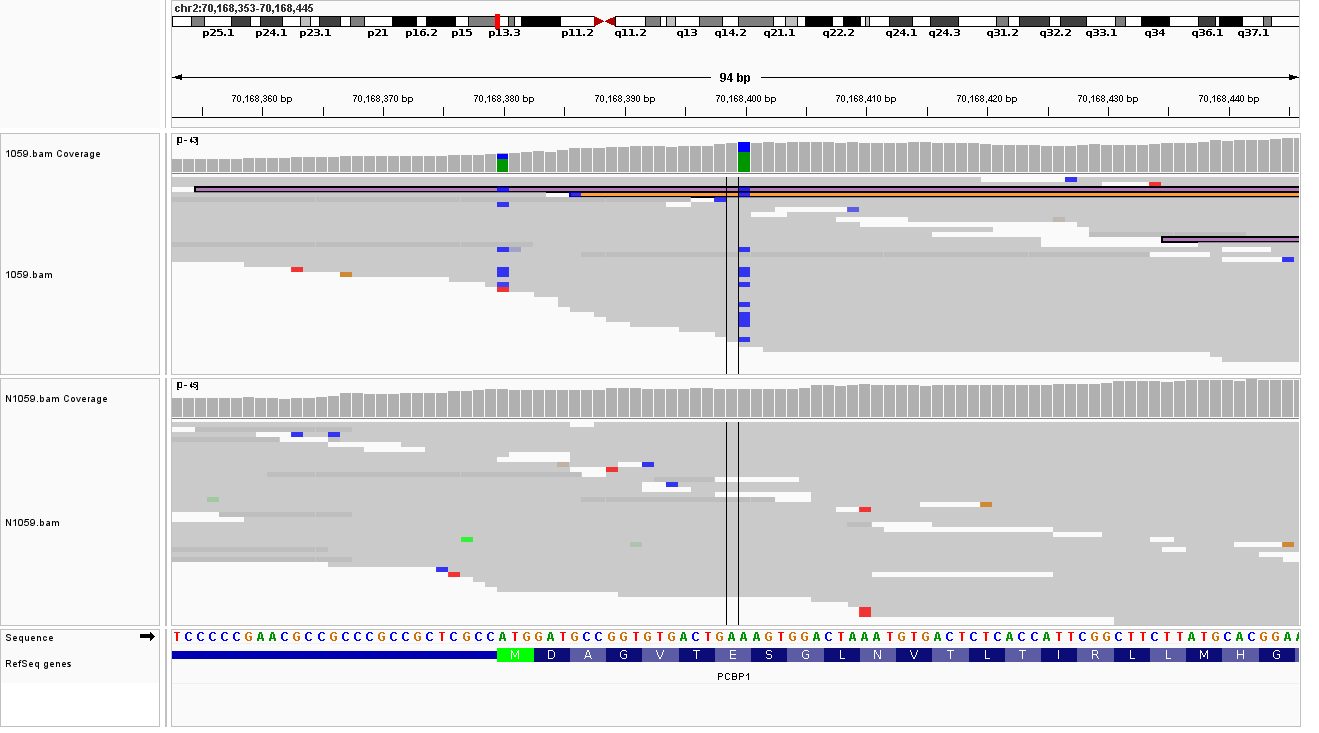 chr2:70,168,353-70,168,445
p25.1 p24.1 p23.1 p21 p16.2 p15 p13.3 p11.2 q11.2 q13 q14.2 q21.1 q22.2 q24.1 q24.3 q31.2 q32.2 q33.1 q34 q36.1 q37.1
94 bp
70,168,360 bp 70,168,370 bp 70,168,380 bp 70,168,390 bp 70,168,400 bp 70,168,410 bp 70,168,420 bp 70,168,430 bp 70,168,440 bp
1059.bam Coverage
1059.bam
N1059.bam Coverage
N1059.bam
Sequence
T C C C C C G A A C G C C G C C C G C C G C T C G C C A T G G A T G C C G G T G T G A C T G A A A G T G G A C T A A A T G T G A C T C T C A C C A T T C G G C T T C T T A T G C A C G G A A
RefSeq genes
M D A G V T E S G L N V T L T I R L L M H G
PCBP1